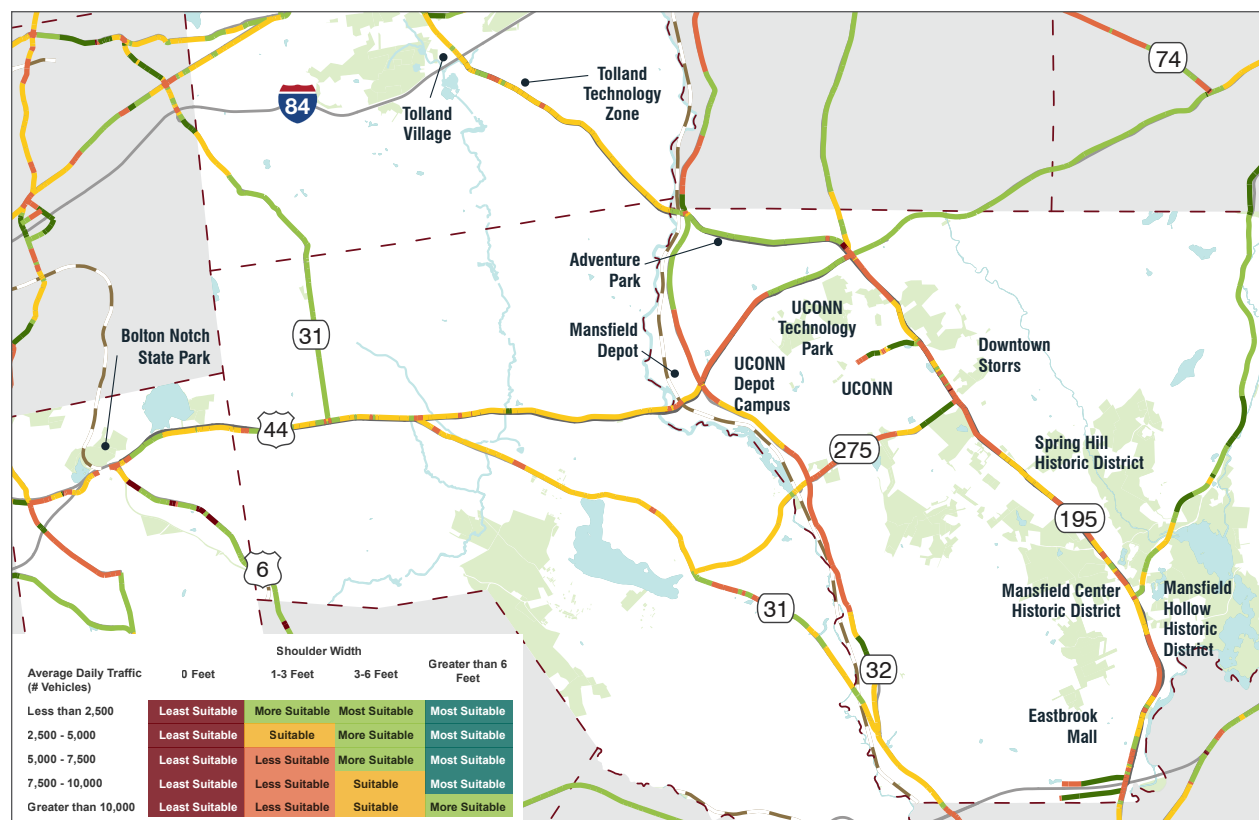 74
84
Tolland
Technology
Zone
Tolland
Village
Adventure
Park
31
Bolton Notch
State Park
Mansfield
Depot
UCONN
Technology
Park
Downtown
Storrs
UCONN
Depot
Campus
UCONN
44
275
Spring Hill
Historic District
195
6
Mansfield Center
Historic District
Mansfield
Hollow
Historic
District
31
32
Eastbrook
Mall
Shoulder Width
Average Daily Traffic
(# Vehicles)
0 Feet
1-3 Feet
3-6 Feet
Greater than 6
Feet
Less than 2,500 Least Suitable More Suitable Most Suitable Most Suitable
2,500 - 5,000 Least Suitable Suitable More Suitable Most Suitable
5,000 - 7,500 Least Suitable Less Suitable More Suitable Most Suitable
7,500 - 10,000 Least Suitable Less Suitable Suitable Most Suitable
Greater than 10,000 Least Suitable Less Suitable Suitable More Suitable